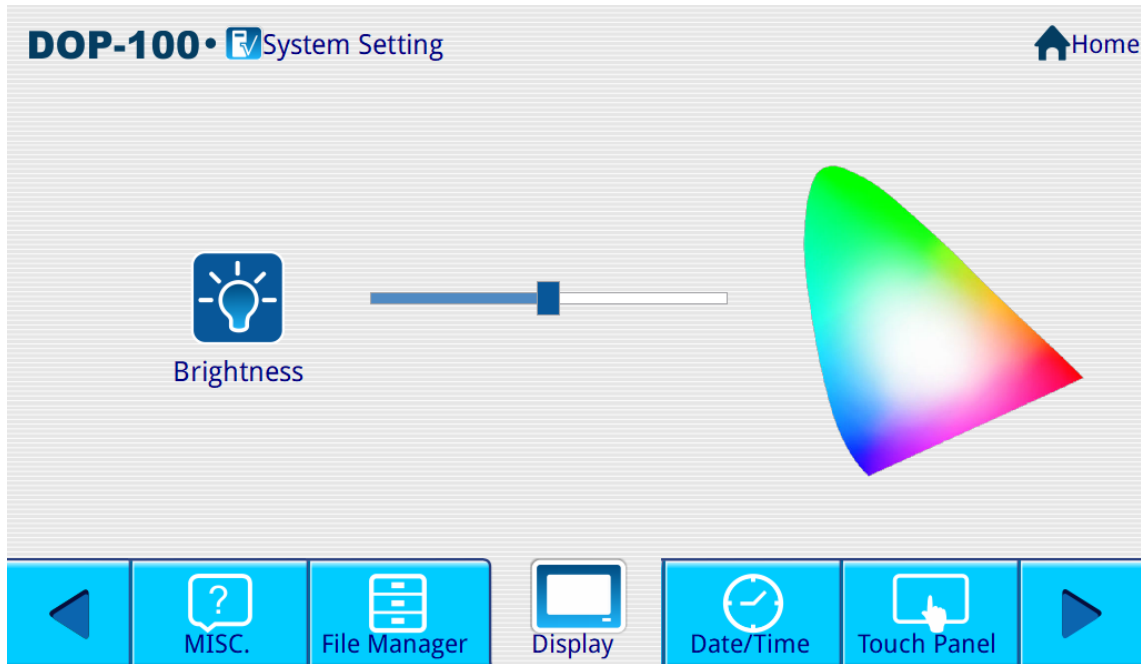 DOP-100• System Setting
Home
Brightness
?
MISC.
File Manager
Display
Date/Time
Touch Panel